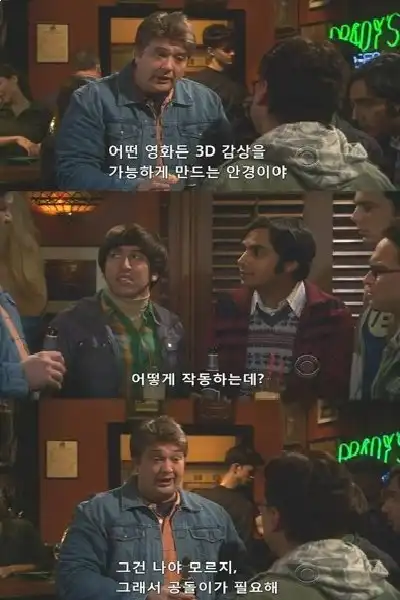 어떤 영화든 3D 감상을
가능하게 만드는 안경이야
어떻게 작동하는데?
그건 나야 모르지,
그래서 공돌이가 필요해